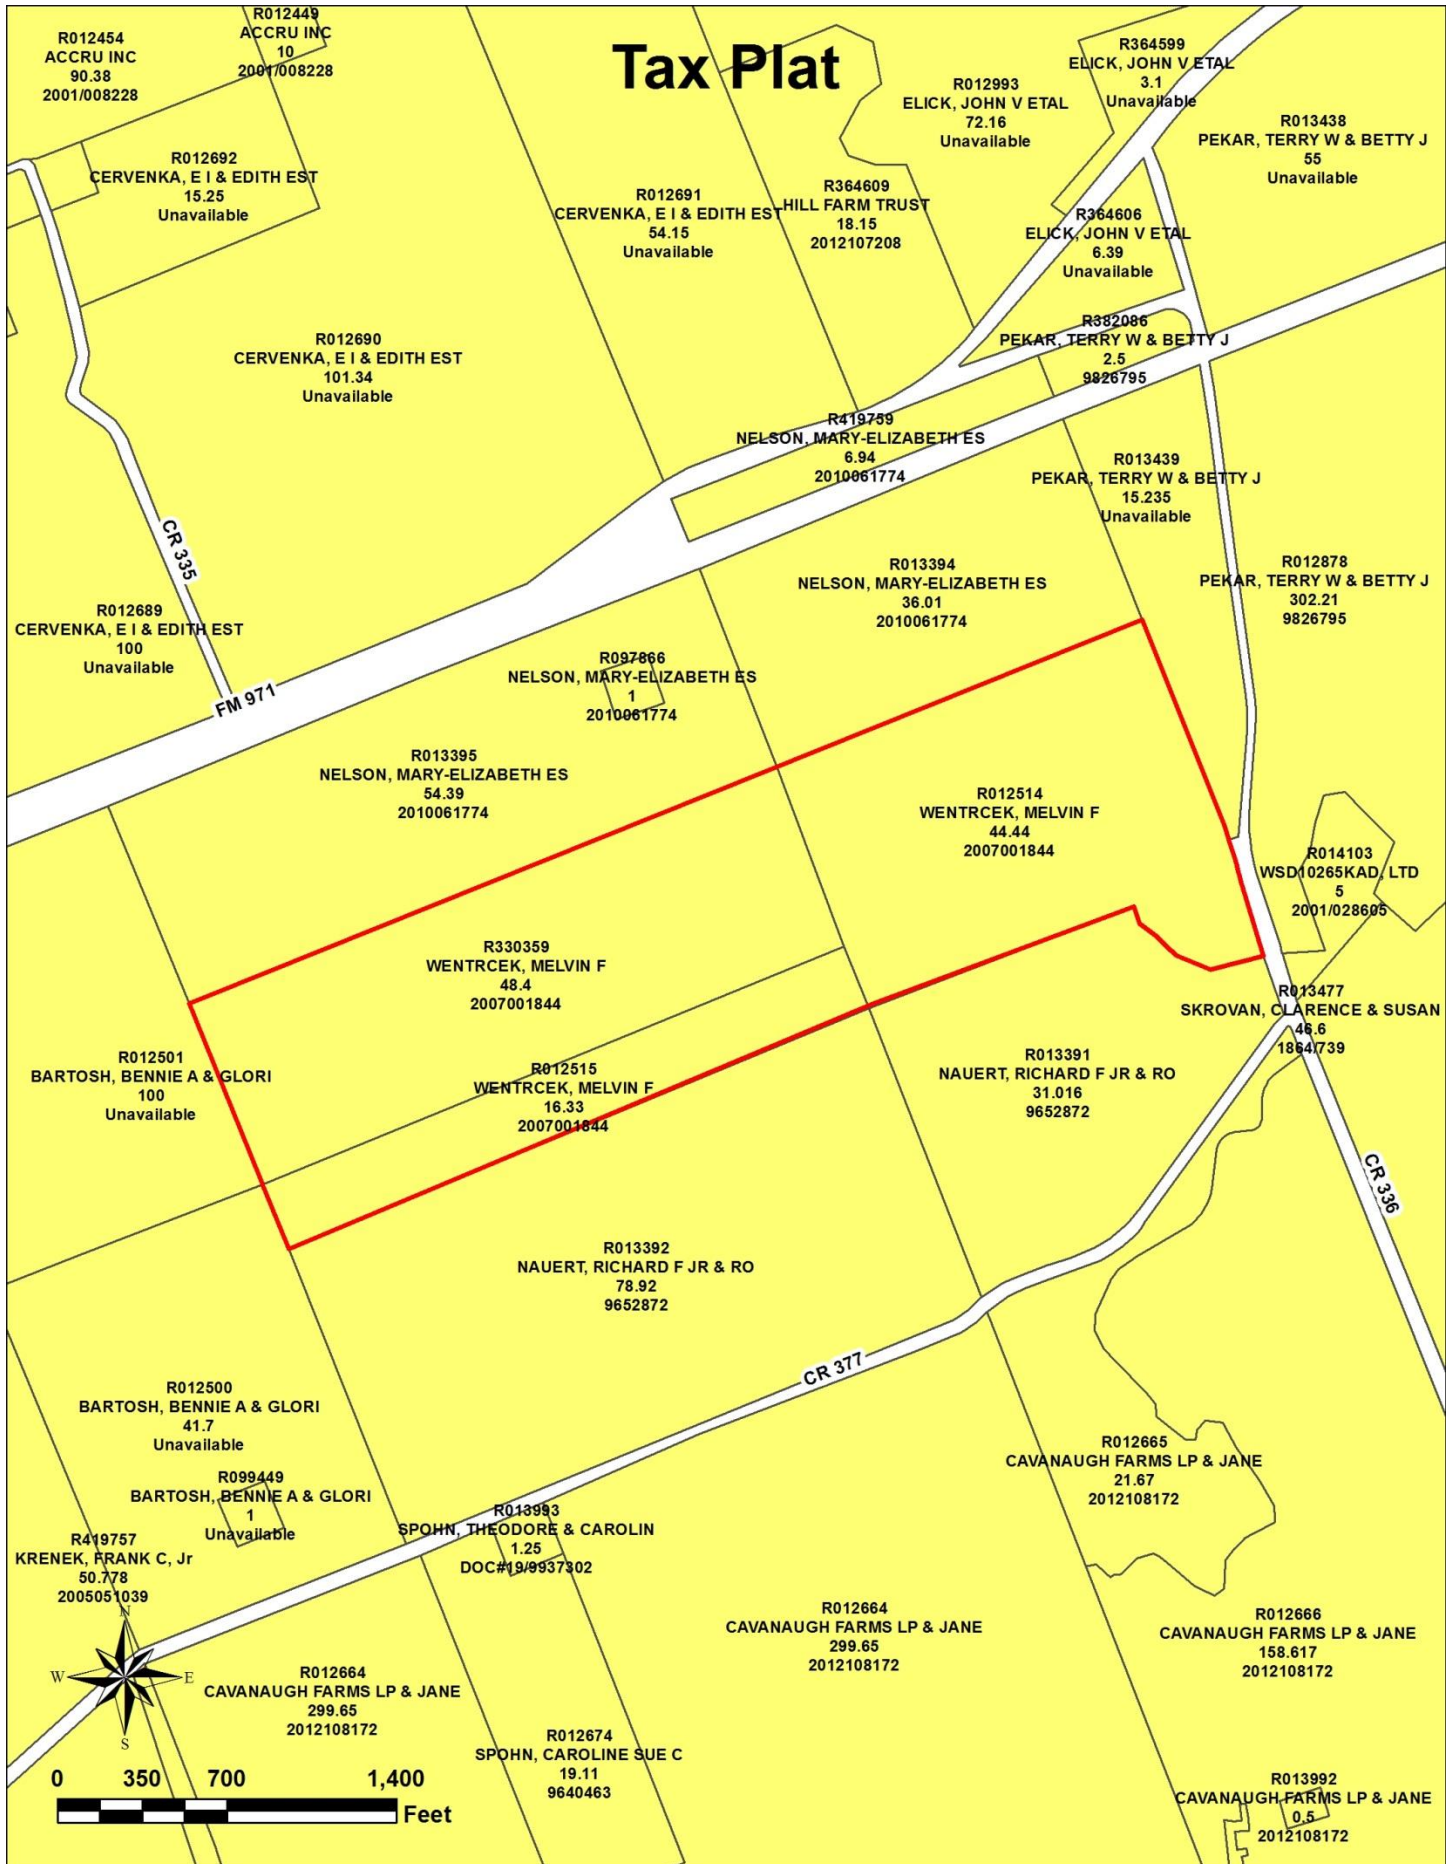 Tax Plat
R012454
ACCRU INC
90.38
2001/008228
R012449
ACCRU INC
10
2001/008228
R012692
CERVENKA, E I & EDITH EST
15.25
Unavailable
R012691
CERVENKA, E I & EDITH EST
54.15
Unavailable
R364609
HILL FARM TRUST
18.15
2012107208
R012993
ELICK, JOHN V ETAL
72.16
Unavailable
R364599
ELICK, JOHN V ETAL
3.1
Unavailable
R013438
PEKAR, TERRY W & BETTY J
55
Unavailable
R364606
ELICK, JOHN V ETAL
6.39
Unavailable
R012690
CERVENKA, E I & EDITH EST
101.34
Unavailable
R382086
PEKAR, TERRY W & BETTY J
2.5
9826795
R419759
NELSON, MARY-ELIZABETH ES
6.94
2010061774
R013439
PEKAR, TERRY W & BETTY J
15.235
Unavailable
CR 335
R013394
NELSON, MARY-ELIZABETH ES
36.01
2010061774
R012878
PEKAR, TERRY W & BETTY J
302.21
9826795
R012689
CERVENKA, E I & EDITH EST
100
Unavailable
FM 971
R097866
NELSON, MARY-ELIZABETH ES
1
2010061774
R013395
NELSON, MARY-ELIZABETH ES
54.39
2010061774
R012514
WENTRCEK, MELVIN F
44.44
2007001844
R014103
WSD10265KAD, LTD
5
2001/028605
R330359
WENTRCEK, MELVIN F
48.4
2007001844
R013477
SKROVAN, CLARENCE & SUSAN
46.6
1864/739
R012501
BARTOSH, BENNIE A & GLORI
100
Unavailable
R012515
WENTRCEK, MELVIN F
16.33
2007001844
R013391
NAUERT, RICHARD F JR & RO
31.016
9652872
CR 336
R013392
NAUERT, RICHARD F JR & RO
78.92
9652872
CR 377
R012500
BARTOSH, BENNIE A & GLORI
41.7
Unavailable
R099449
BARTOSH, BENNIE A & GLORI
1
Unavailable
R012665
CAVANAUGH FARMS LP & JANE
21.67
2012108172
R013993
SPOHN, THEODORE & CAROLIN
1.25
DOC#19/9937302
R419757
KRENEK, FRANK C, Jr
50.778
2005051039
R012664
CAVANAUGH FARMS LP & JANE
299.65
2012108172
R012666
CAVANAUGH FARMS LP & JANE
158.617
2012108172
N
W
E
S
R012664
CAVANAUGH FARMS LP & JANE
299.65
2012108172
R012674
SPOHN, CAROLINE SUE C
19.11
9640463
R013992
CAVANAUGH FARMS LP & JANE
0.5
2012108172
0 350 700 1,400
Feet